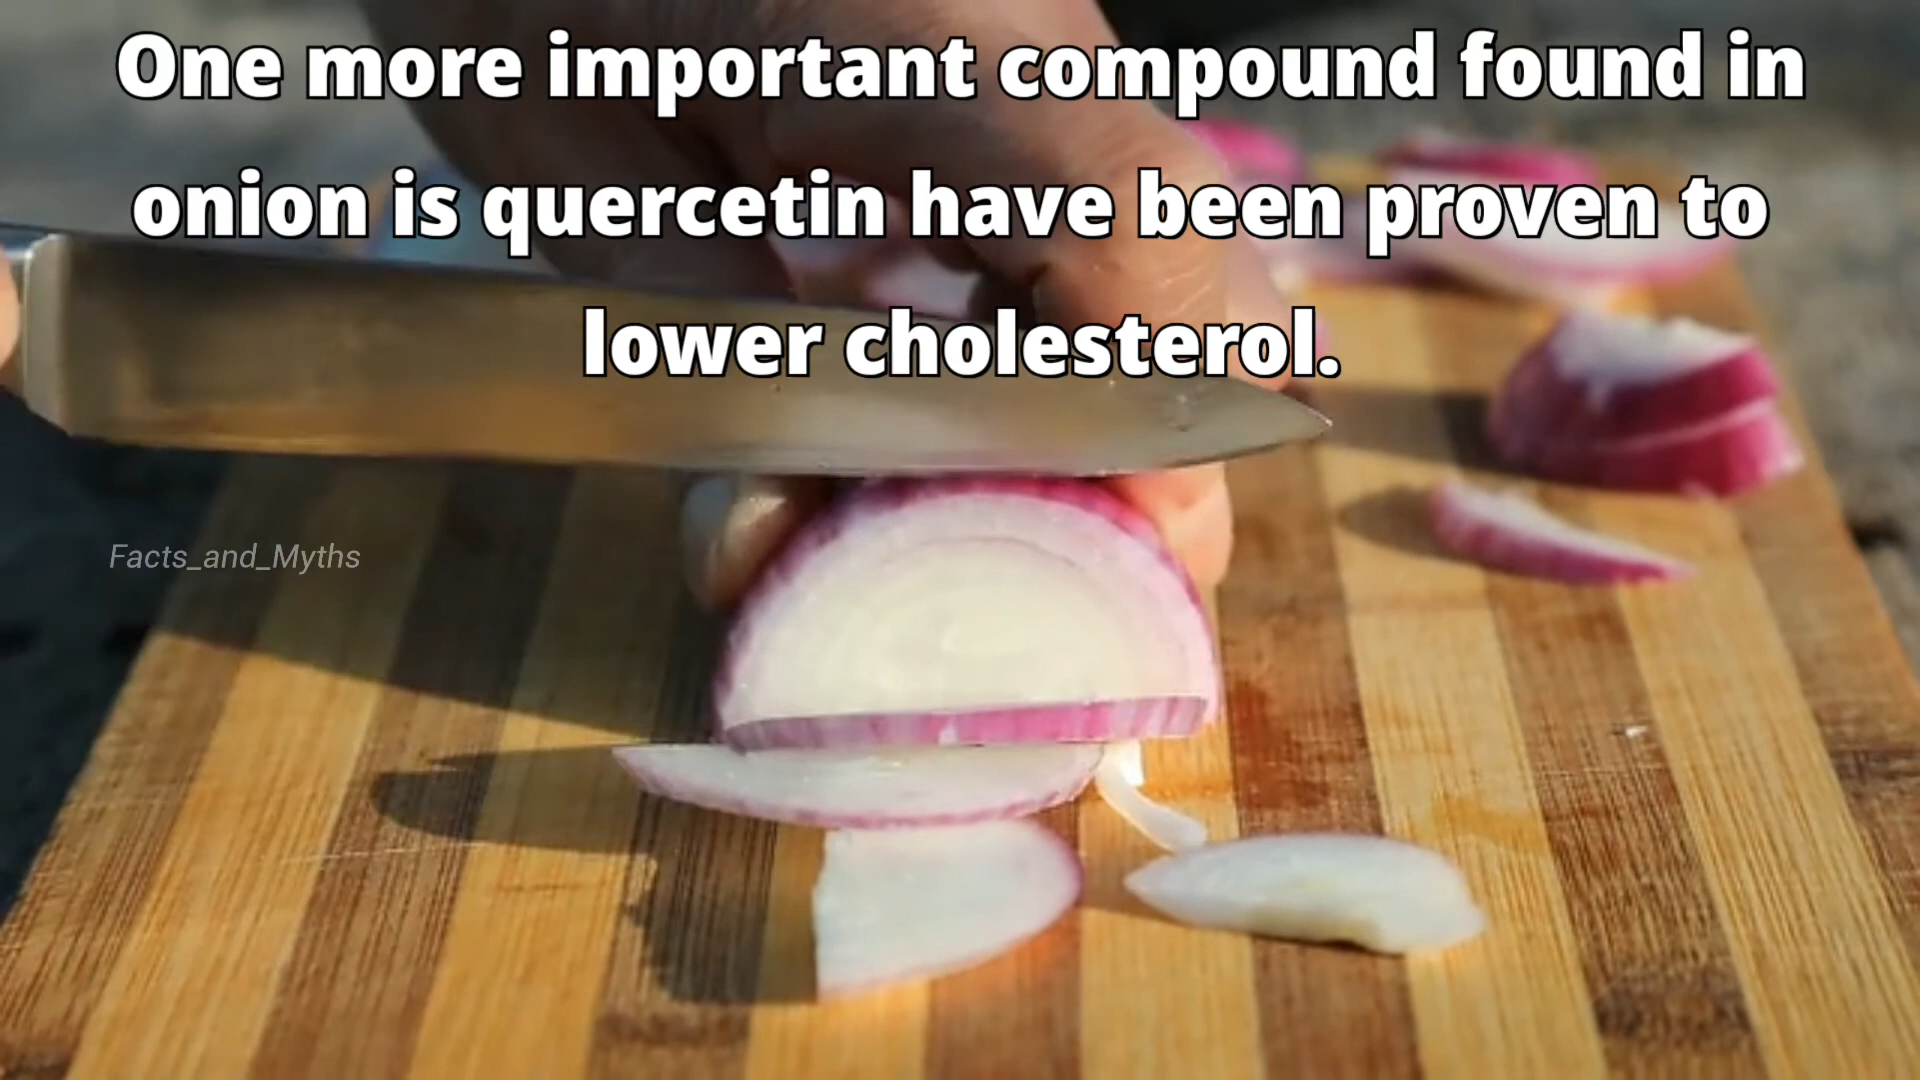 One more important compound found in
onion is quercetin have been proven to
lower cholesterol.
Facts_and_Myths